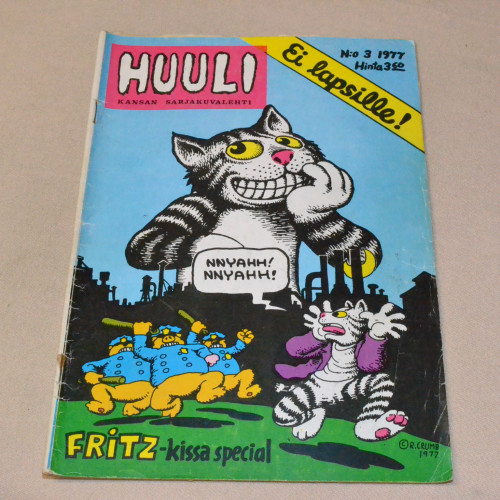 HUULI
KANSAN SARJAKUVALEHTI
Ei lapsille!
N:o 3 1977
Hinta 3 50
NNYAHH!
NNYAHH!
FRiTZ-kissa special
©R.CRUMB
1977